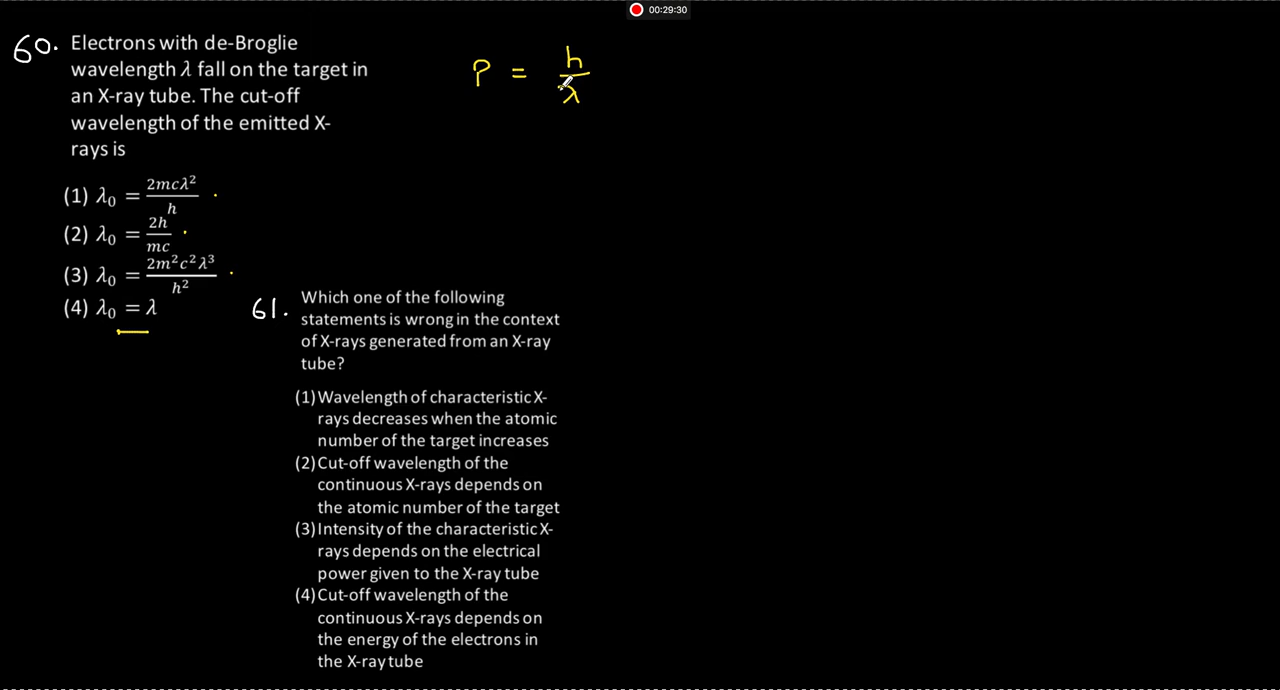 00:29:30
60. Electrons with de-Broglie
wavelength λ fall on the target in
an X-ray tube. The cut-off
wavelength of the emitted X-
rays is
P = h/λ
(1) λ₀ = 2mcλ²/h
(2) λ₀ = 2h/mc
(3) λ₀ = 2m²c²λ³/h²
(4) λ₀ = λ
61. Which one of the following
statements is wrong in the context
of X-rays generated from an X-ray
tube?
(1) Wavelength of characteristic X-
rays decreases when the atomic
number of the target increases
(2) Cut-off wavelength of the
continuous X-rays depends on
the atomic number of the target
(3) Intensity of the characteristic X-
rays depends on the electrical
power given to the X-ray tube
(4) Cut-off wavelength of the
continuous X-rays depends on
the energy of the electrons in
the X-ray tube